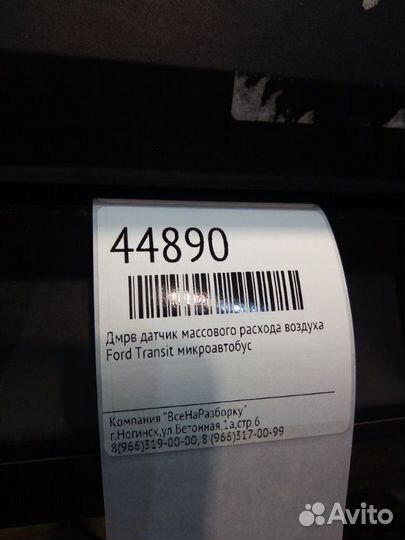 44890
Дмрв датчик массового расхода воздуха
Ford Transit микроавтобус
Компания "ВсеНаРазборку"
г.Ногинск,ул.Бетонная,1а,стр.6
8(966)319-00-00, 8 (966)317-00-99
Avito